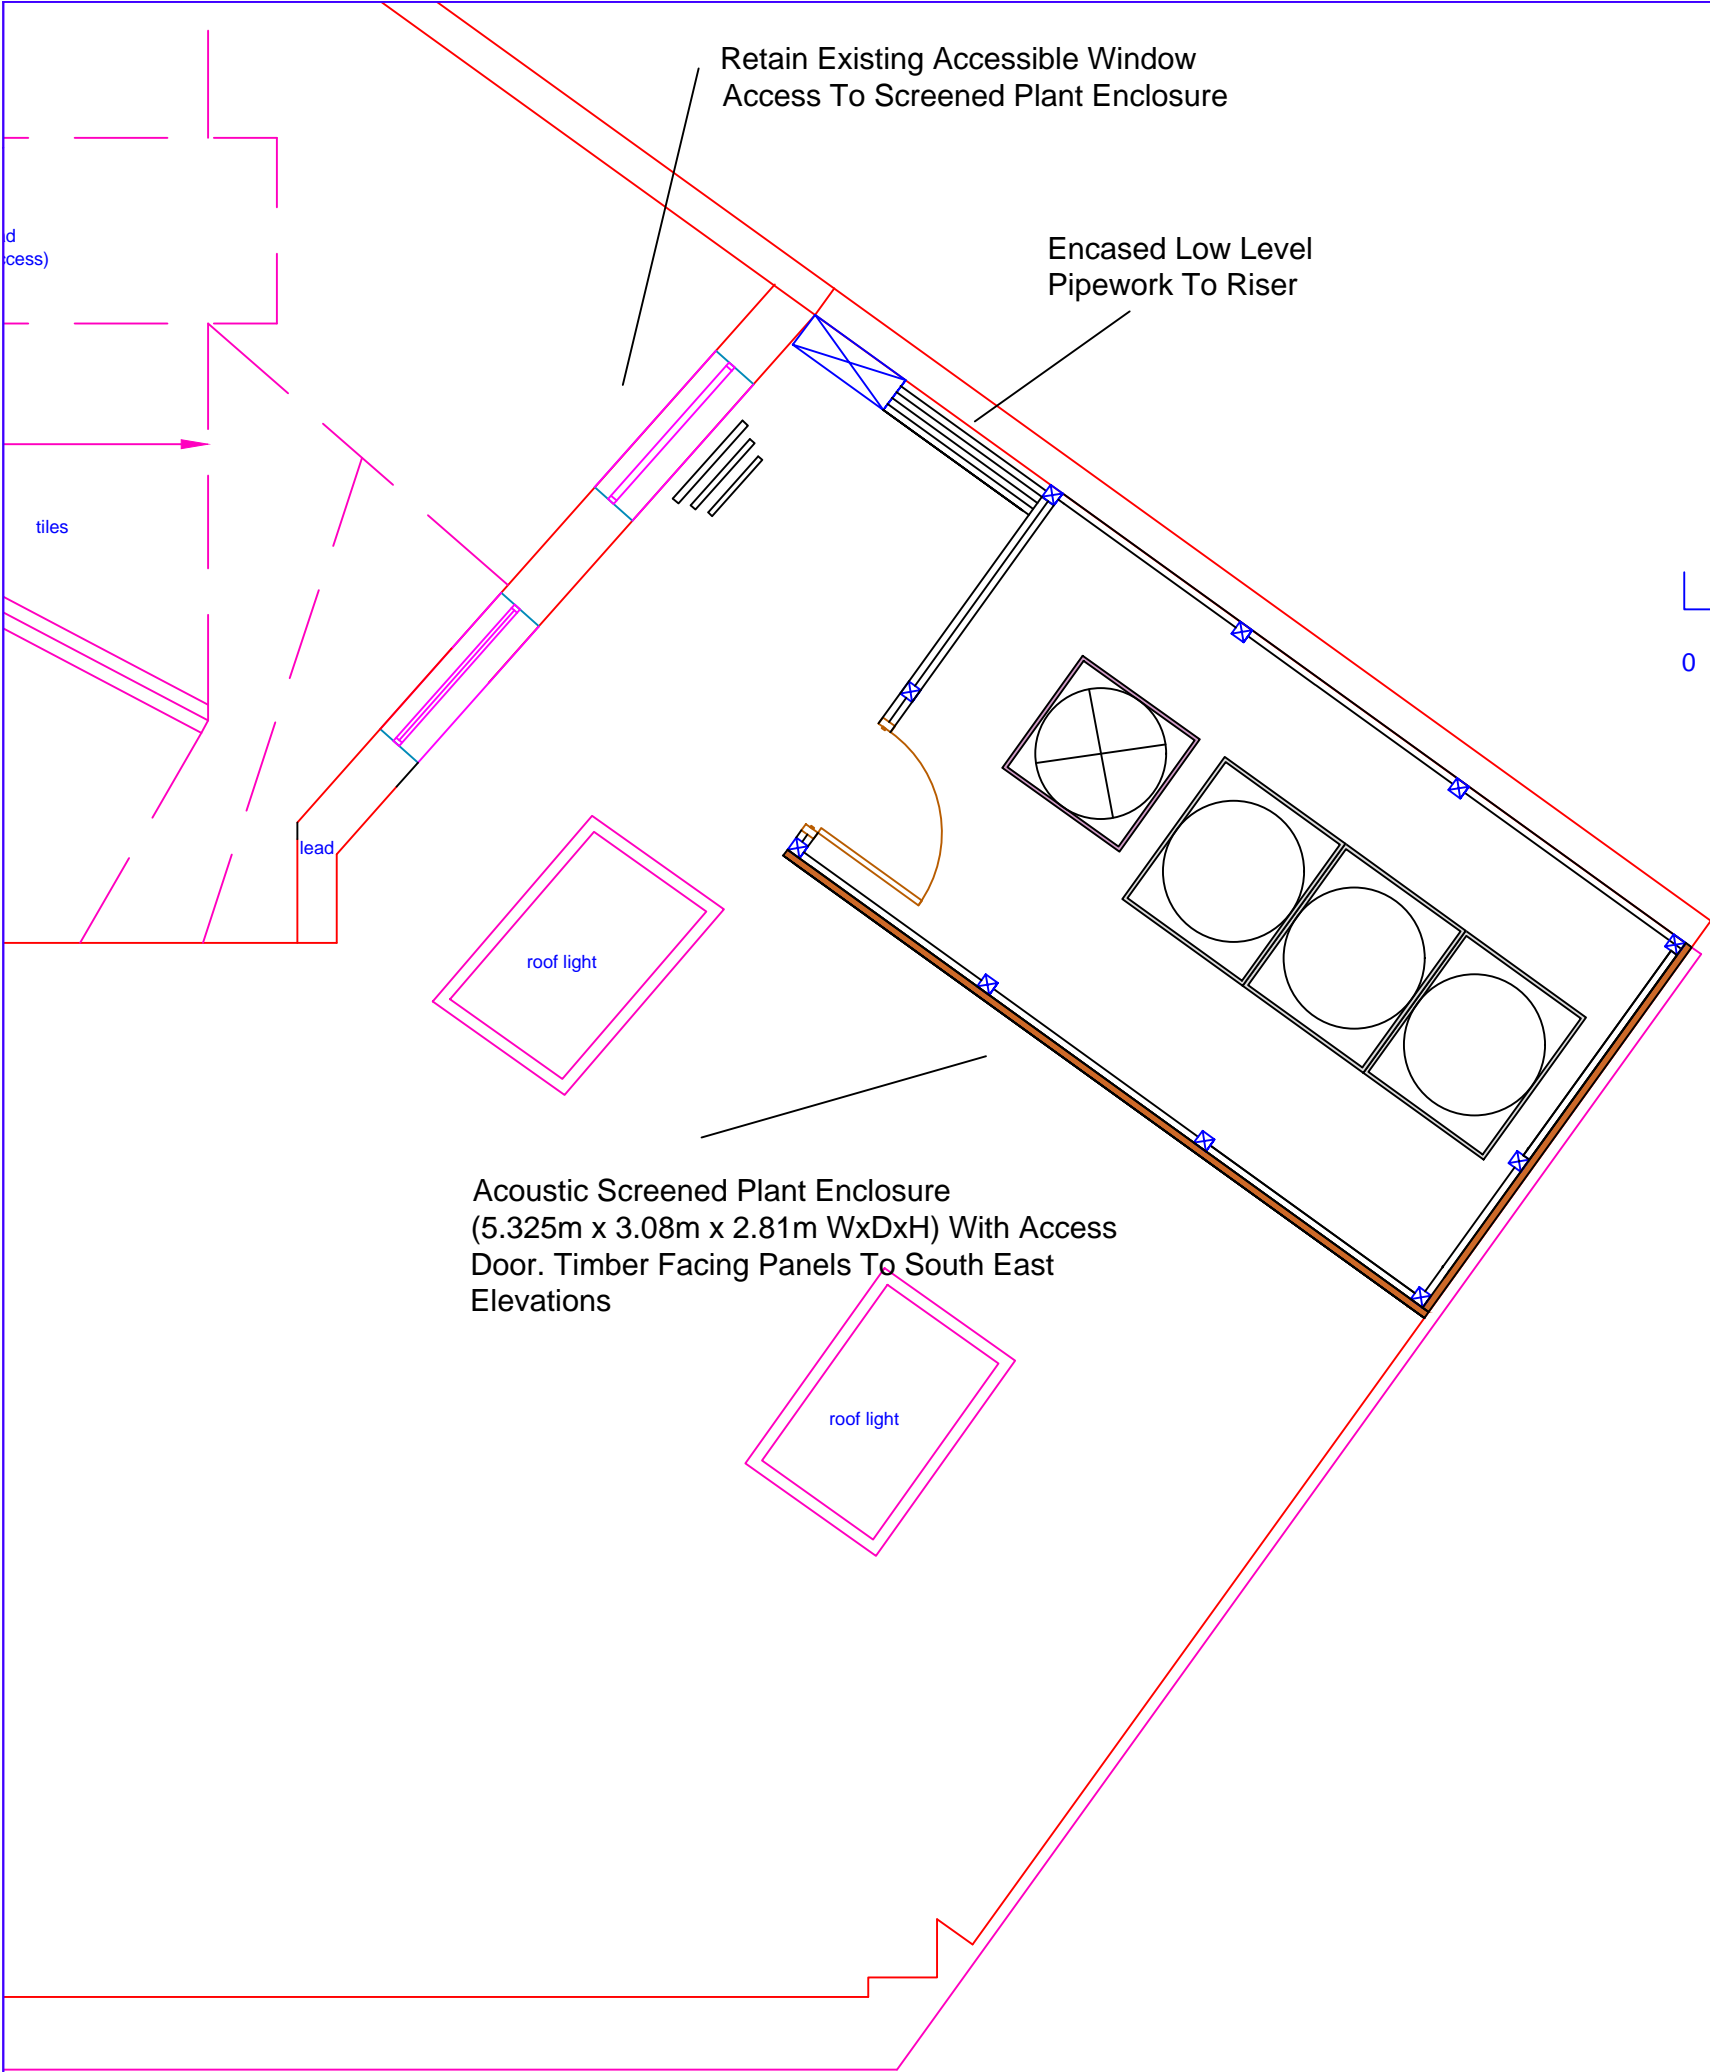 Retain Existing Accessible Window
Access To Screened Plant Enclosure
Encased Low Level
Pipework To Riser
tiles
0
lead
roof light
Acoustic Screened Plant Enclosure
(5.325m x 3.08m x 2.81m WxDxH) With Access
Door. Timber Facing Panels To South East
Elevations
roof light